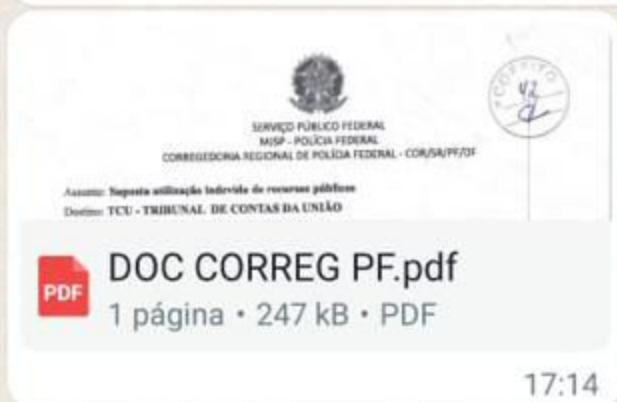 SERVIÇO PÚBLICO FEDERAL
MJSP - POLÍCIA FEDERAL
CORREGEDORIA REGIONAL DE POLÍCIA FEDERAL - COR/SR/PF/DF
Assunto: Suposta utilização indevida de recursos públicos
Destino: TCU - TRIBUNAL DE CONTAS DA UNIÃO
PDF
DOC CORREG PF.pdf
1 página • 247 kB • PDF
17:14